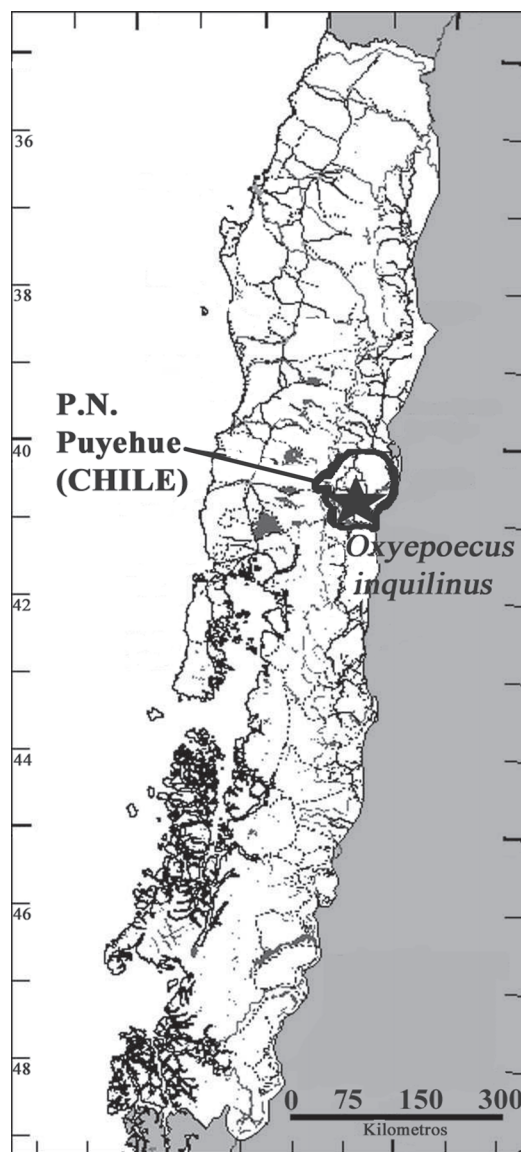 36
38
P.N.
Puyehue
(CHILE)
40
Oxyepoecus
inquilinus
42
44
46
48
0 75 150 300
Kilometros